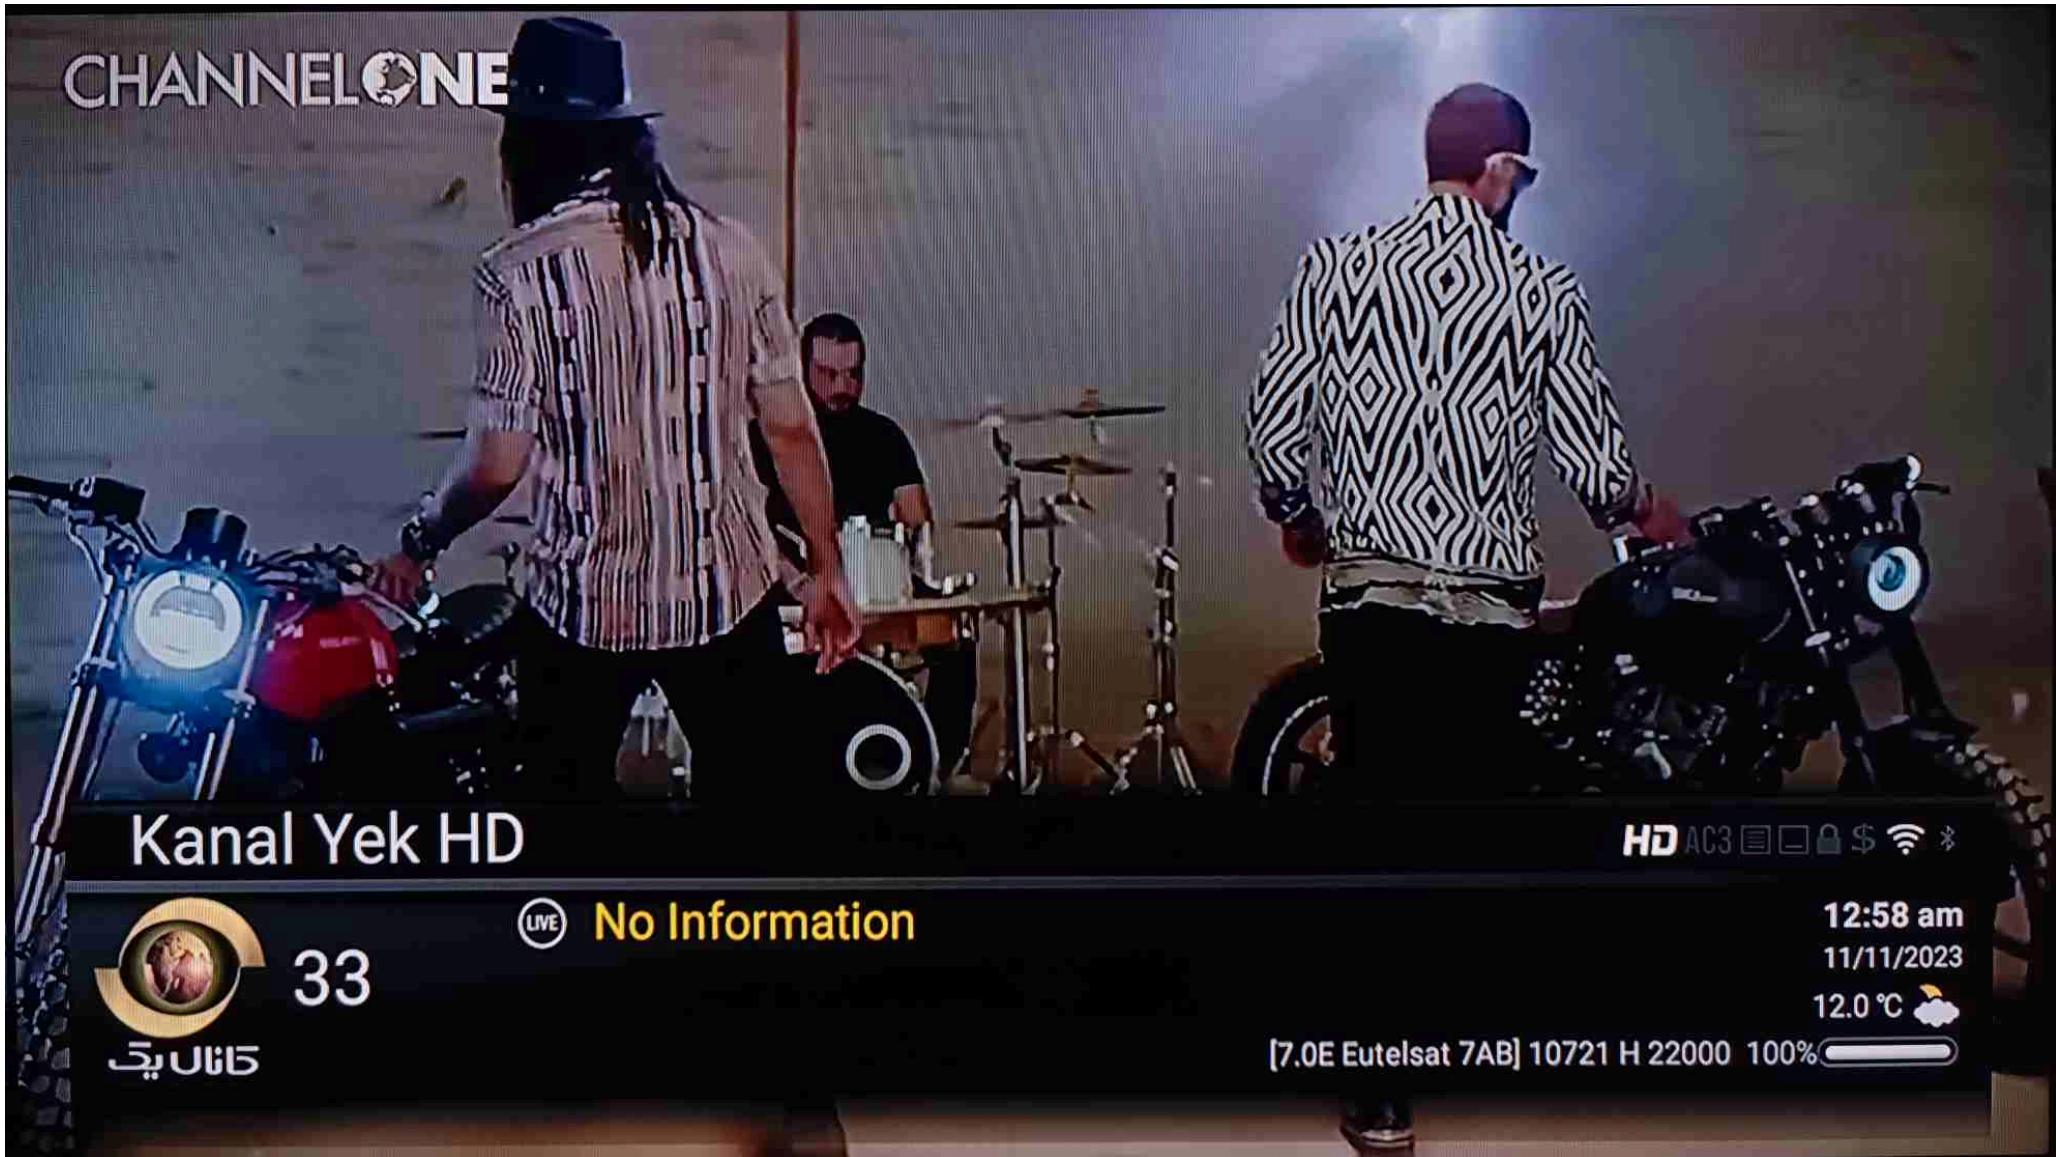 CHANNELONE
Kanal Yek HD
HD AC3 $
LIVE No Information
33
12:58 am
11/11/2023
12.0 °C
کانال یک
[7.0E Eutelsat 7AB] 10721 H 22000 100%